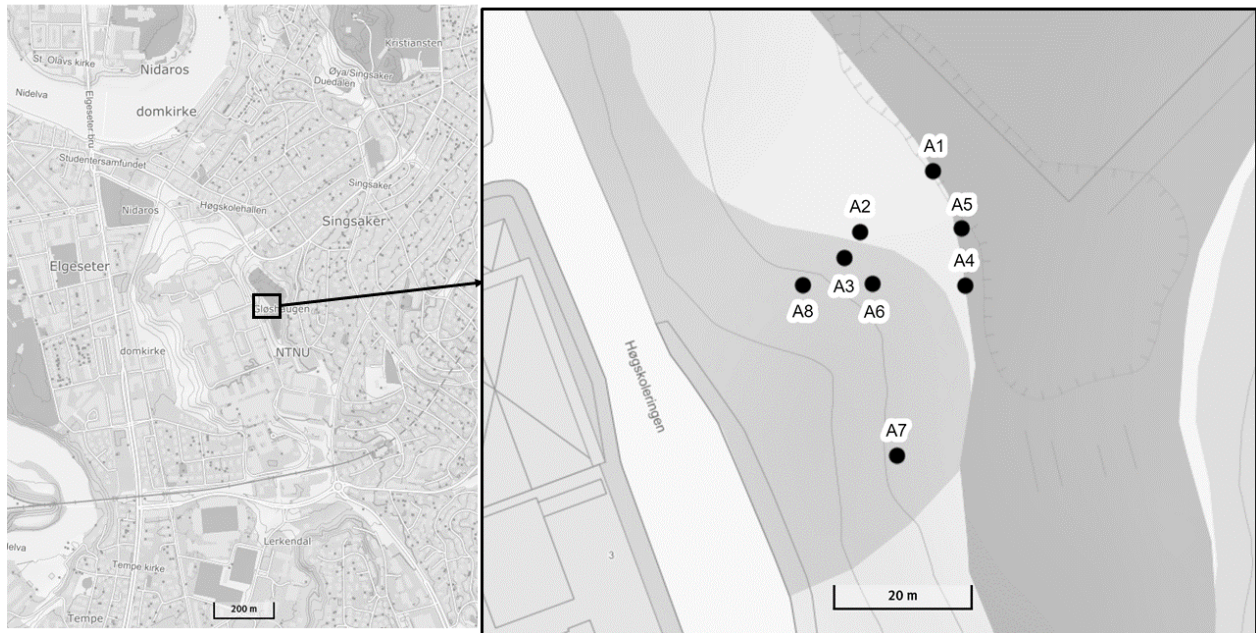 Kristiansten
St. Olavs kirke
Nidaros
Øya/Singsaker
Duedalen
Nidelva
domkirke
Elgeseter bru
Studentersamfundet
Singsaker
Nidarøs
Høgskolehallen
Singsaker
Elgeseter
Gløshaugen
domkirke
NTNU
Lerkendal
Tempe kirke
200 m
Tempe
A1
A2
A5
A4
A3
A8
A6
Høgskoleringen
A7
3
20 m